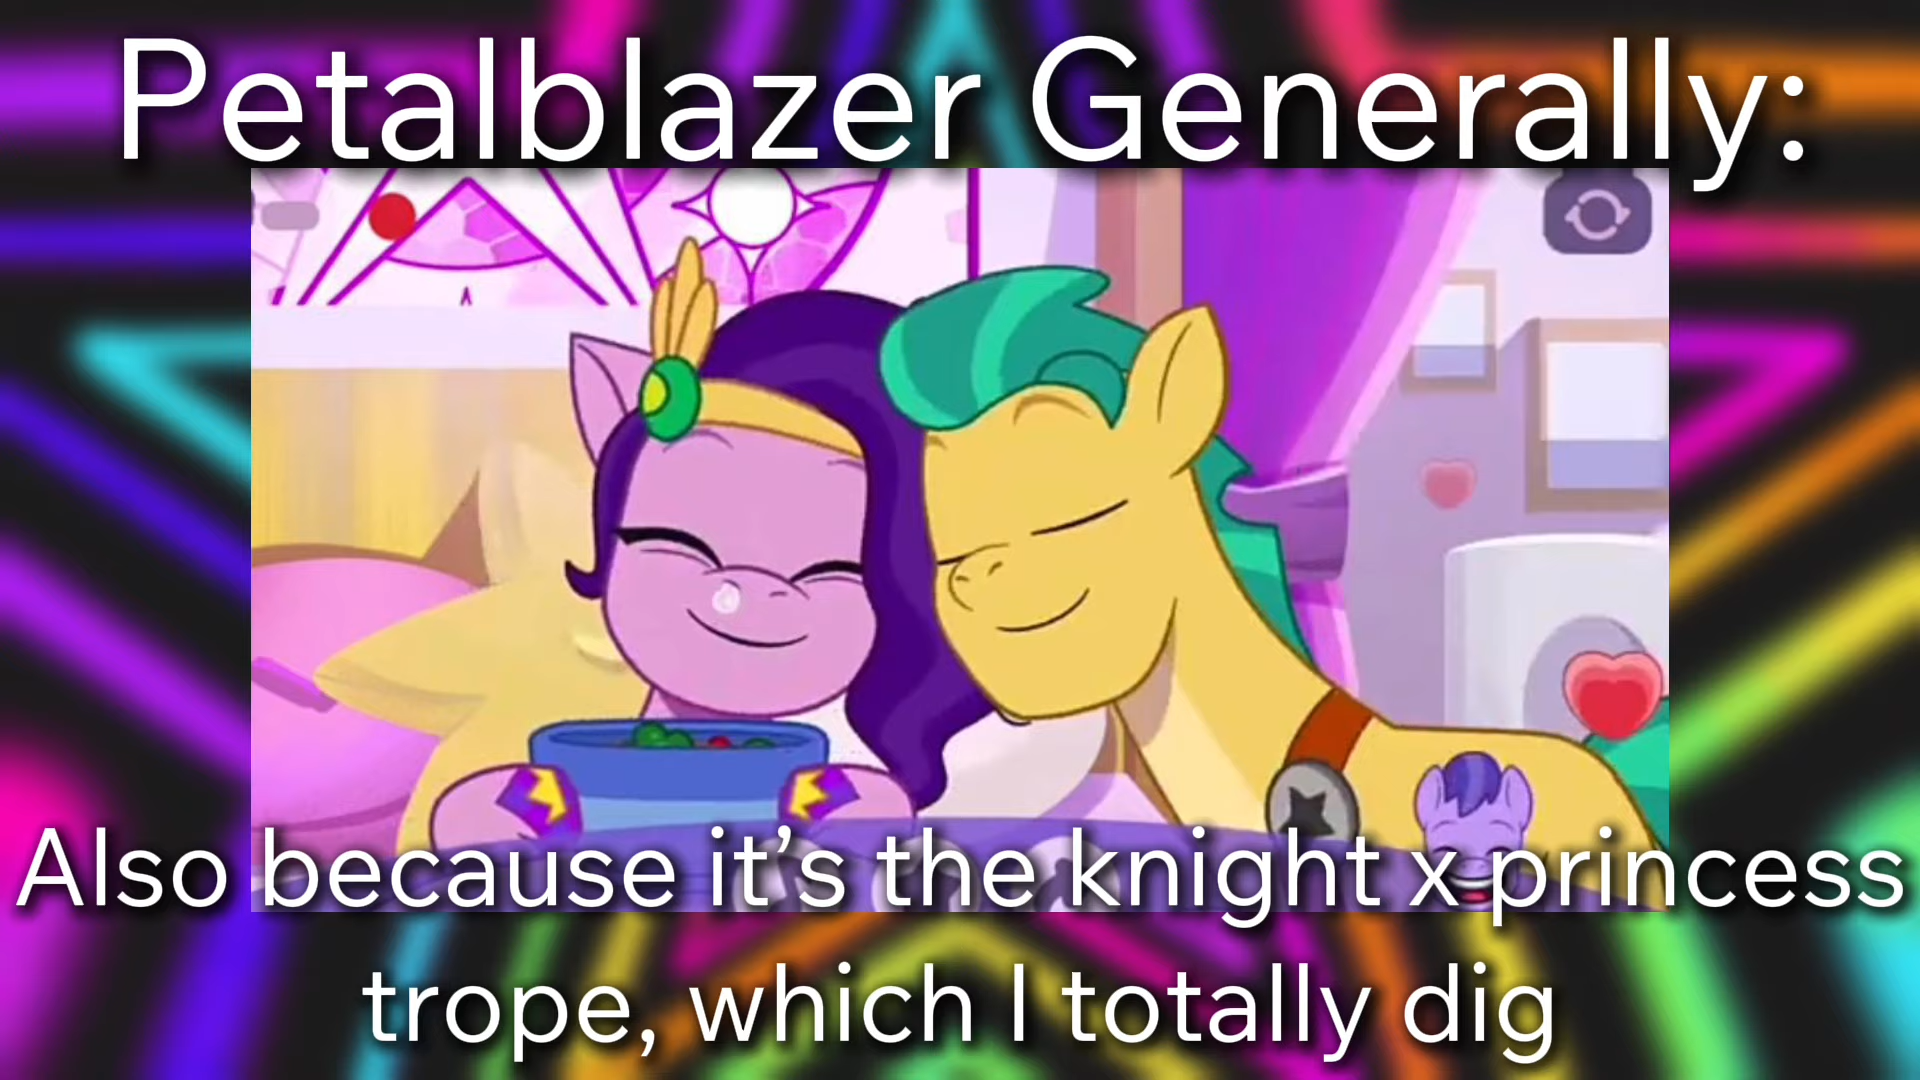 Petalblazer Generally:
Also because it’s the knight x princess
trope, which I totally dig